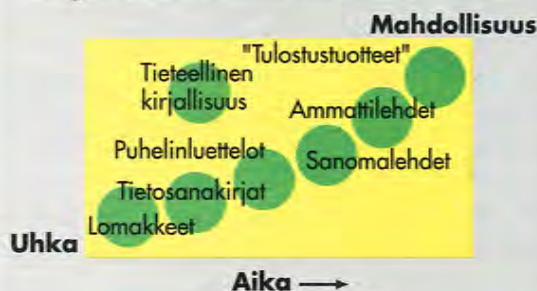 Mahdollisuus
"Tulostustuotteet"
Tieteellinen
kirjallisuus
Ammattilehdet
Puhelinluettelot
Sanomalehdet
Tietosanakirjat
Lomakkeet
Uhka
Aika →